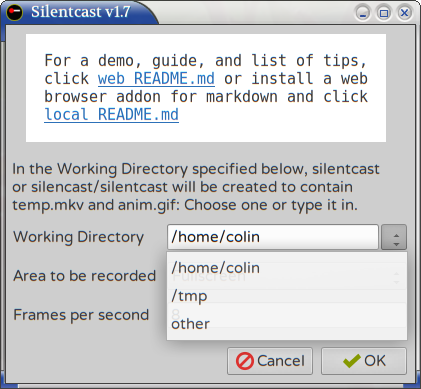 Silentcast v1.7
For a demo, guide, and list of tips,
click web README.md or install a web
browser addon for markdown and click
local README.md
In the Working Directory specified below, silentcast
or silencast/silentcast will be created to contain
temp.mkv and anim.gif: Choose one or type it in.
Working Directory /home/colin
/home/colin
Area to be recorded Fullscreen
/tmp
Frames per second 8
other
Cancel OK